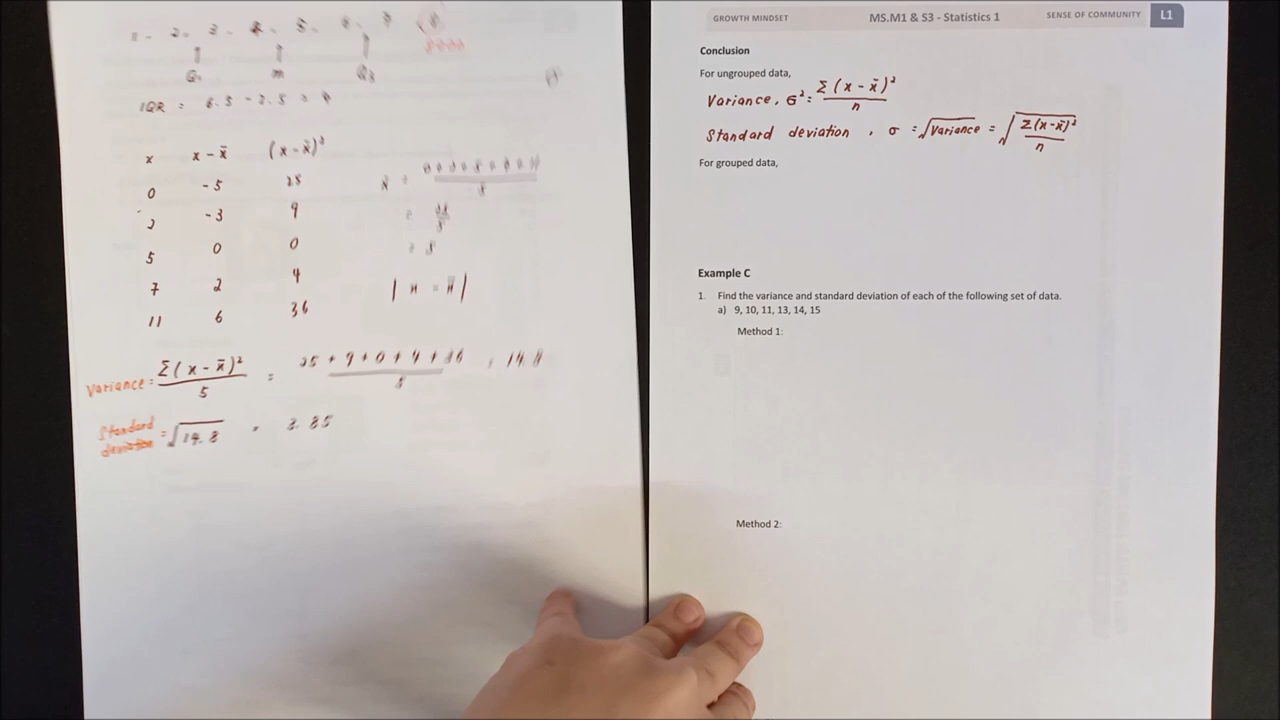 IQR = 6.5 - 2.5 = 4
x x - x̄ (x - x̄)²
0 -5 25
2 -3 9
5 0 0
7 2 4
11 6 36
| x - x̄ |
Variance = Σ(x - x̄)² / 5 = 25 + 9 + 0 + 4 + 36 / 5 = 14.8
Standard deviation = √14.8 = 3.85
GROWTH MINDSET MS.M1 & S3 - Statistics 1 SENSE OF COMMUNITY L1
Conclusion
For ungrouped data,
Variance, σ² = Σ(x - x̄)² / n
Standard deviation, σ = √Variance = √Σ(x-x̄)² / n
For grouped data,
Example C
1. Find the variance and standard deviation of each of the following set of data.
a) 9, 10, 11, 13, 14, 15
Method 1:
Method 2: